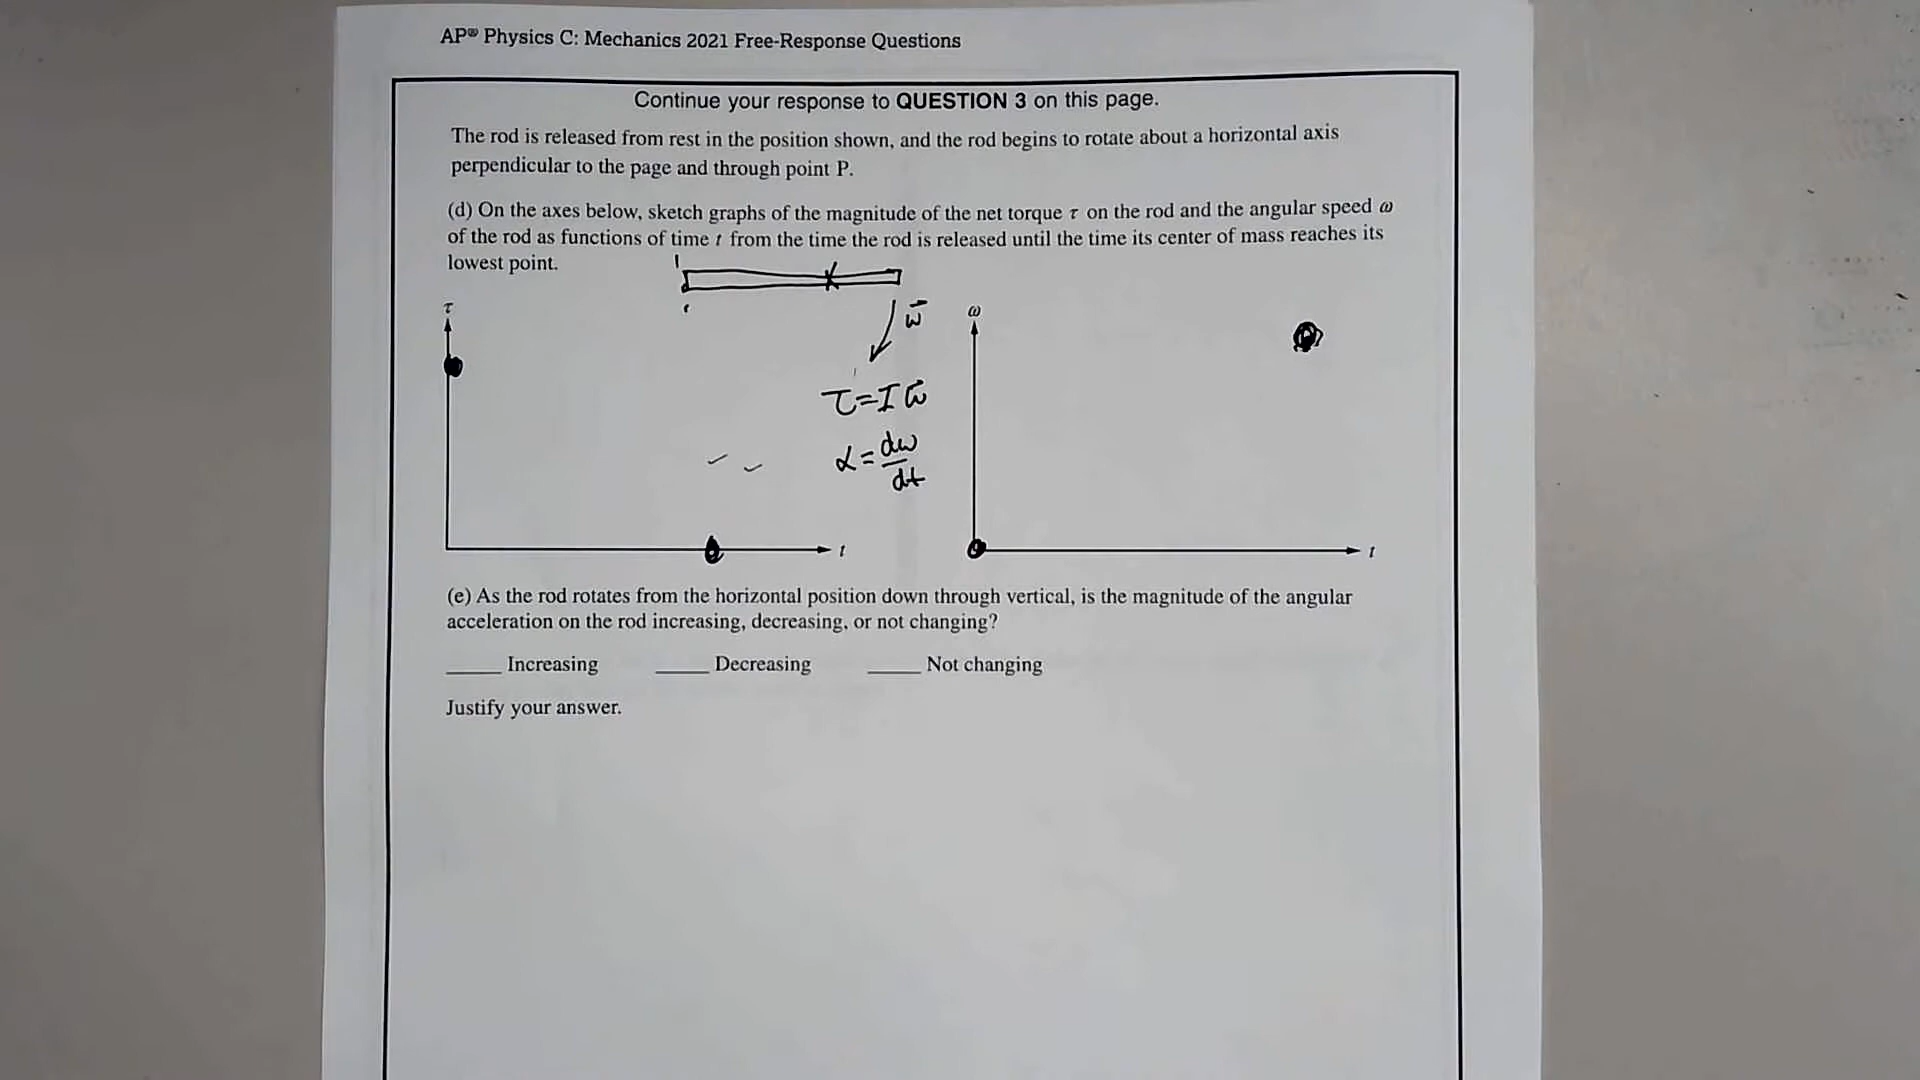 AP® Physics C: Mechanics 2021 Free-Response Questions
Continue your response to QUESTION 3 on this page.
The rod is released from rest in the position shown, and the rod begins to rotate about a horizontal axis
perpendicular to the page and through point P.
(d) On the axes below, sketch graphs of the magnitude of the net torque τ on the rod and the angular speed ω
of the rod as functions of time t from the time the rod is released until the time its center of mass reaches its
lowest point.
τ
ω⃗
ω
τ=Iω⃗
α=dω/dt
t
t
(e) As the rod rotates from the horizontal position down through vertical, is the magnitude of the angular
acceleration on the rod increasing, decreasing, or not changing?
_____ Increasing _____ Decreasing _____ Not changing
Justify your answer.